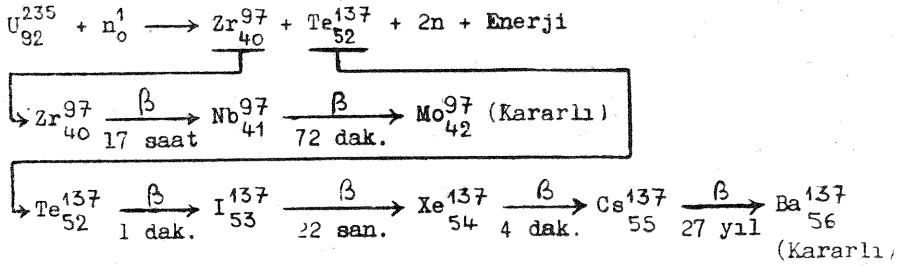 U 235 92 + n 1 0 ⟶ Zr 97 40 + Te 137 52 + 2n + Enerji
Zr 97 40 β ⟶ 17 saat Nb 97 41 β ⟶ 72 dak. Mo 97 42 (Kararlı)
Te 137 52 β ⟶ 1 dak. I 137 53 β ⟶ 22 san. Xe 137 54 β ⟶ 4 dak. Cs 137 55 β ⟶ 27 yıl Ba 137 56
(Kararlı,